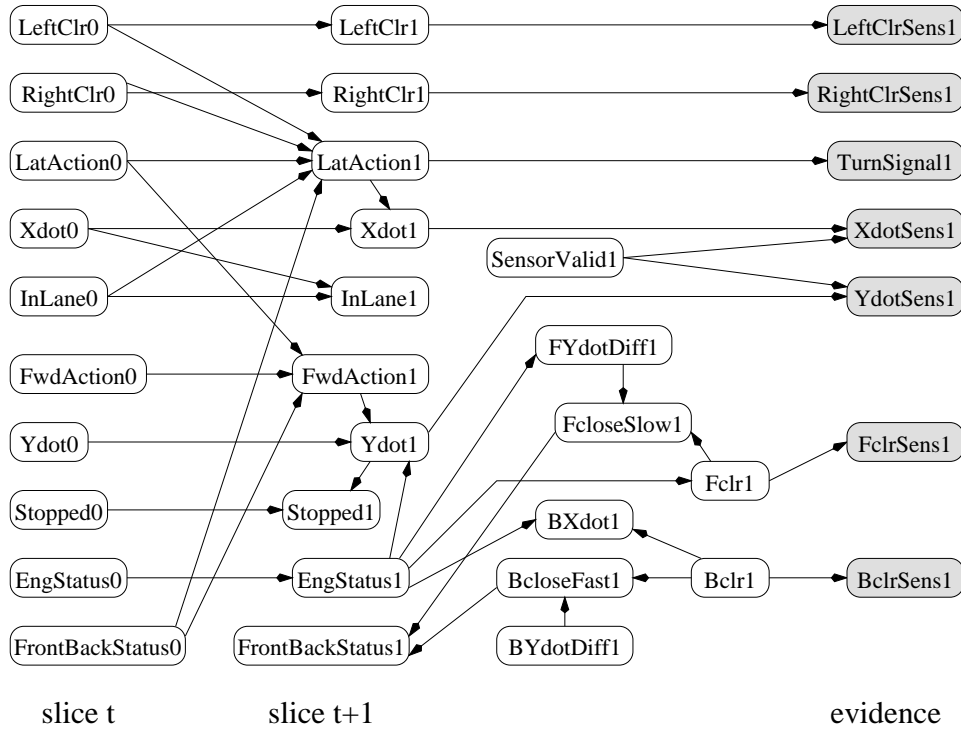 LeftClr0 LeftClr1 LeftClrSens1
RightClr0 RightClr1 RightClrSens1
LatAction0 LatAction1 TurnSignal1
Xdot0 Xdot1 XdotSens1
SensorValid1
InLane0 InLane1 YdotSens1
FYdotDiff1
FwdAction0 FwdAction1
FcloseSlow1
Ydot0 Ydot1 FclrSens1
Fclr1
Stopped0 Stopped1 BXdot1
EngStatus0 EngStatus1 BcloseFast1 Bclr1 BclrSens1
FrontBackStatus0 FrontBackStatus1 BYdotDiff1
slice t slice t+1 evidence